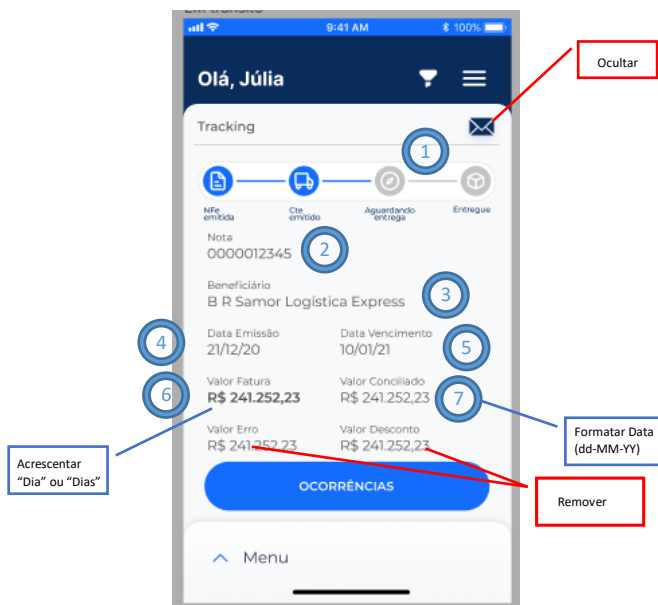 Em trânsito
9:41 AM
100%
Ocultar
Olá, Júlia
Tracking
1
NFe emitida
Cte emitido
Aguardando entrega
Entregue
Nota
0000012345
2
Beneficiário
B R Samor Logística Express
3
4
Data Emissão
21/12/20
Data Vencimento
10/01/21
5
6
Valor Fatura
R$ 241.252,23
Valor Conciliado
R$ 241.252,23
7
Valor Erro
R$ 241.252,23
Valor Desconto
R$ 241.252,23
Formatar Data
(dd-MM-YY)
Acrescentar
“Dia” ou “Dias”
OCORRÊNCIAS
Remover
Menu